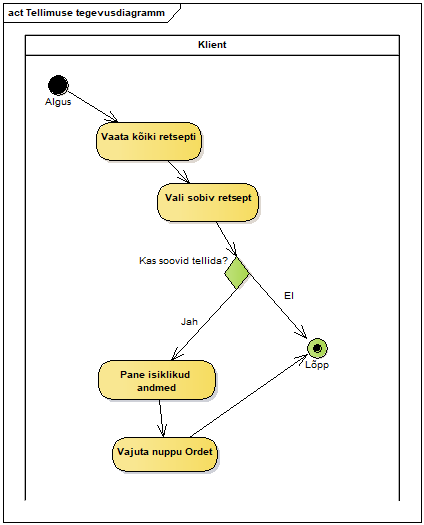 act Tellimuse tegevusdiagramm
Klient
Algus
Vaata kõiki retsepti
Vali sobiv retsept
Kas soovid tellida?
EI
Jah
Lõpp
Pane isiklikud
andmed
Vajuta nuppu Ordet